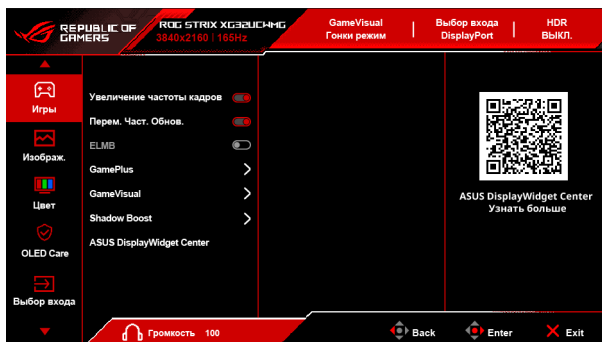 REPUBLIC OF
GAMERS
ROG STRIX XG32UCWMG
3840x2160 | 165Hz
GameVisual
Гонки режим
Выбор входа
DisplayPort
HDR
ВЫКЛ.
Игры
Изображ.
Цвет
OLED Care
Выбор входа
Увеличение частоты кадров
Перем. Част. Обнов.
ELMB
GamePlus
GameVisual
Shadow Boost
ASUS DisplayWidget Center
ASUS DisplayWidget Center
Узнать больше
Громкость 100
Back
Enter
Exit